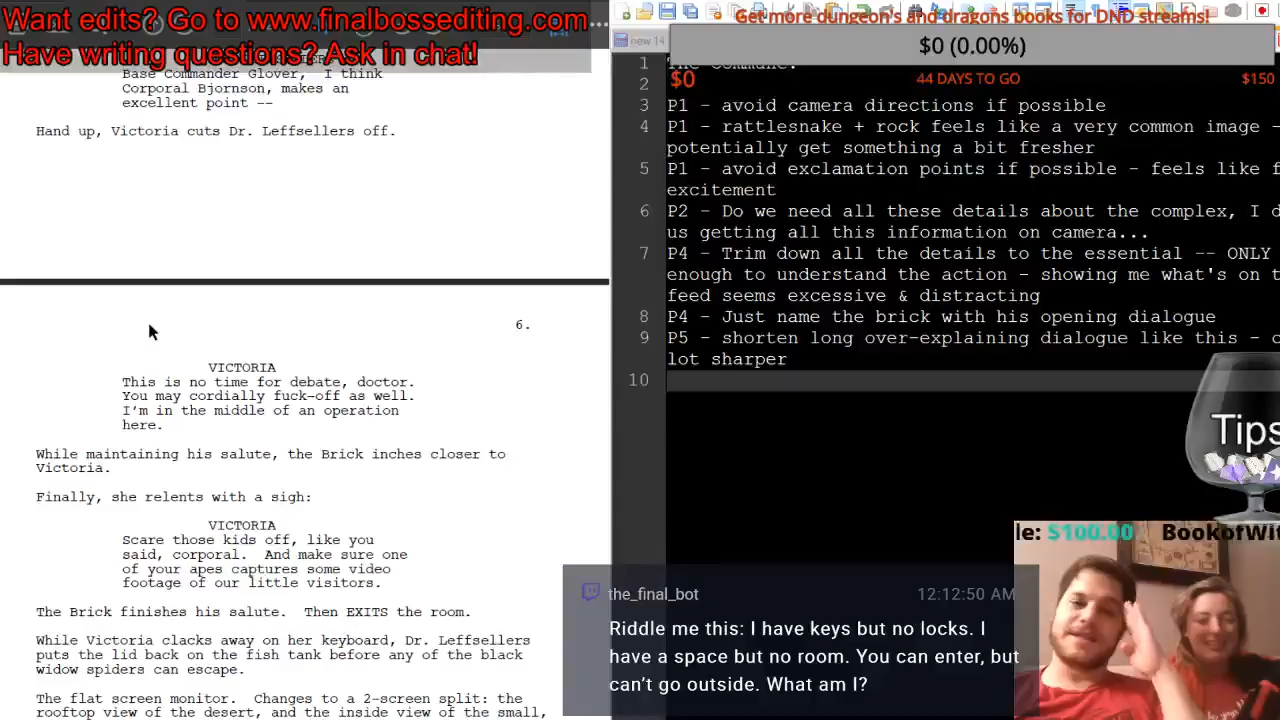 Want edits? Go to www.finalbossediting.com
Have writing questions? Ask in chat!
Base Commander Glover, I think
Corporal Bjornson, makes an
excellent point --
Hand up, Victoria cuts Dr. Leffsellers off.
6.
VICTORIA
This is no time for debate, doctor.
You may cordially fuck-off as well.
I'm in the middle of an operation
here.
While maintaining his salute, the Brick inches closer to
Victoria.
Finally, she relents with a sigh:
VICTORIA
Scare those kids off, like you
said, corporal. And make sure one
of your apes captures some video
footage of our little visitors.
The Brick finishes his salute. Then EXITS the room.
While Victoria clacks away on her keyboard, Dr. Leffsellers
puts the lid back on the fish tank before any of the black
widow spiders can escape.
The flat screen monitor. Changes to a 2-screen split: the
rooftop view of the desert, and the inside view of the small,
Get more dungeon's and dragons books for DND streams!
new 14
$0 (0.00%)
$0 44 DAYS TO GO $150
1
2
3 P1 - avoid camera directions if possible
4 P1 - rattlesnake + rock feels like a very common image -
potentially get something a bit fresher
5 P1 - avoid exclamation points if possible - feels like f
excitement
6 P2 - Do we need all these details about the complex, I d
us getting all this information on camera...
7 P4 - Trim down all the details to the essential -- ONLY
enough to understand the action - showing me what's on t
feed seems excessive & distracting
8 P4 - Just name the brick with his opening dialogue
9 P5 - shorten long over-explaining dialogue like this - c
lot sharper
10
Tips
le: $100.00 BookofWit
the_final_bot 12:12:50 AM
Riddle me this: I have keys but no locks. I
have a space but no room. You can enter, but
can't go outside. What am I?